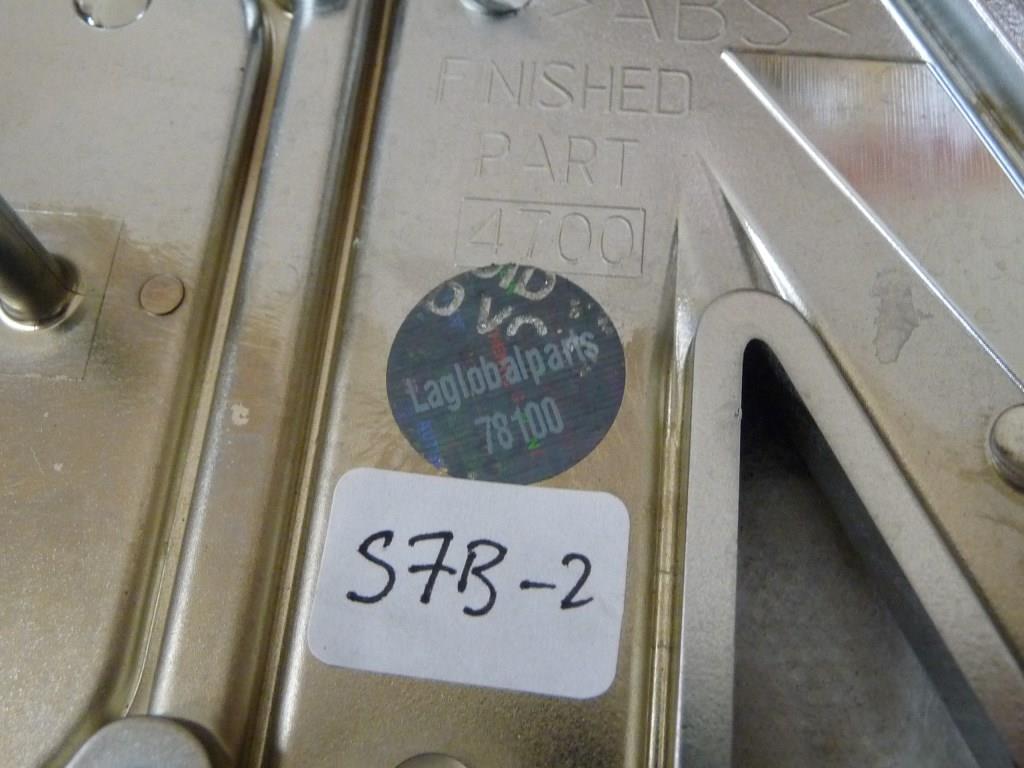 >ABS<
FINISHED
PART
4700
Laglobalparts
78100
S7B-2